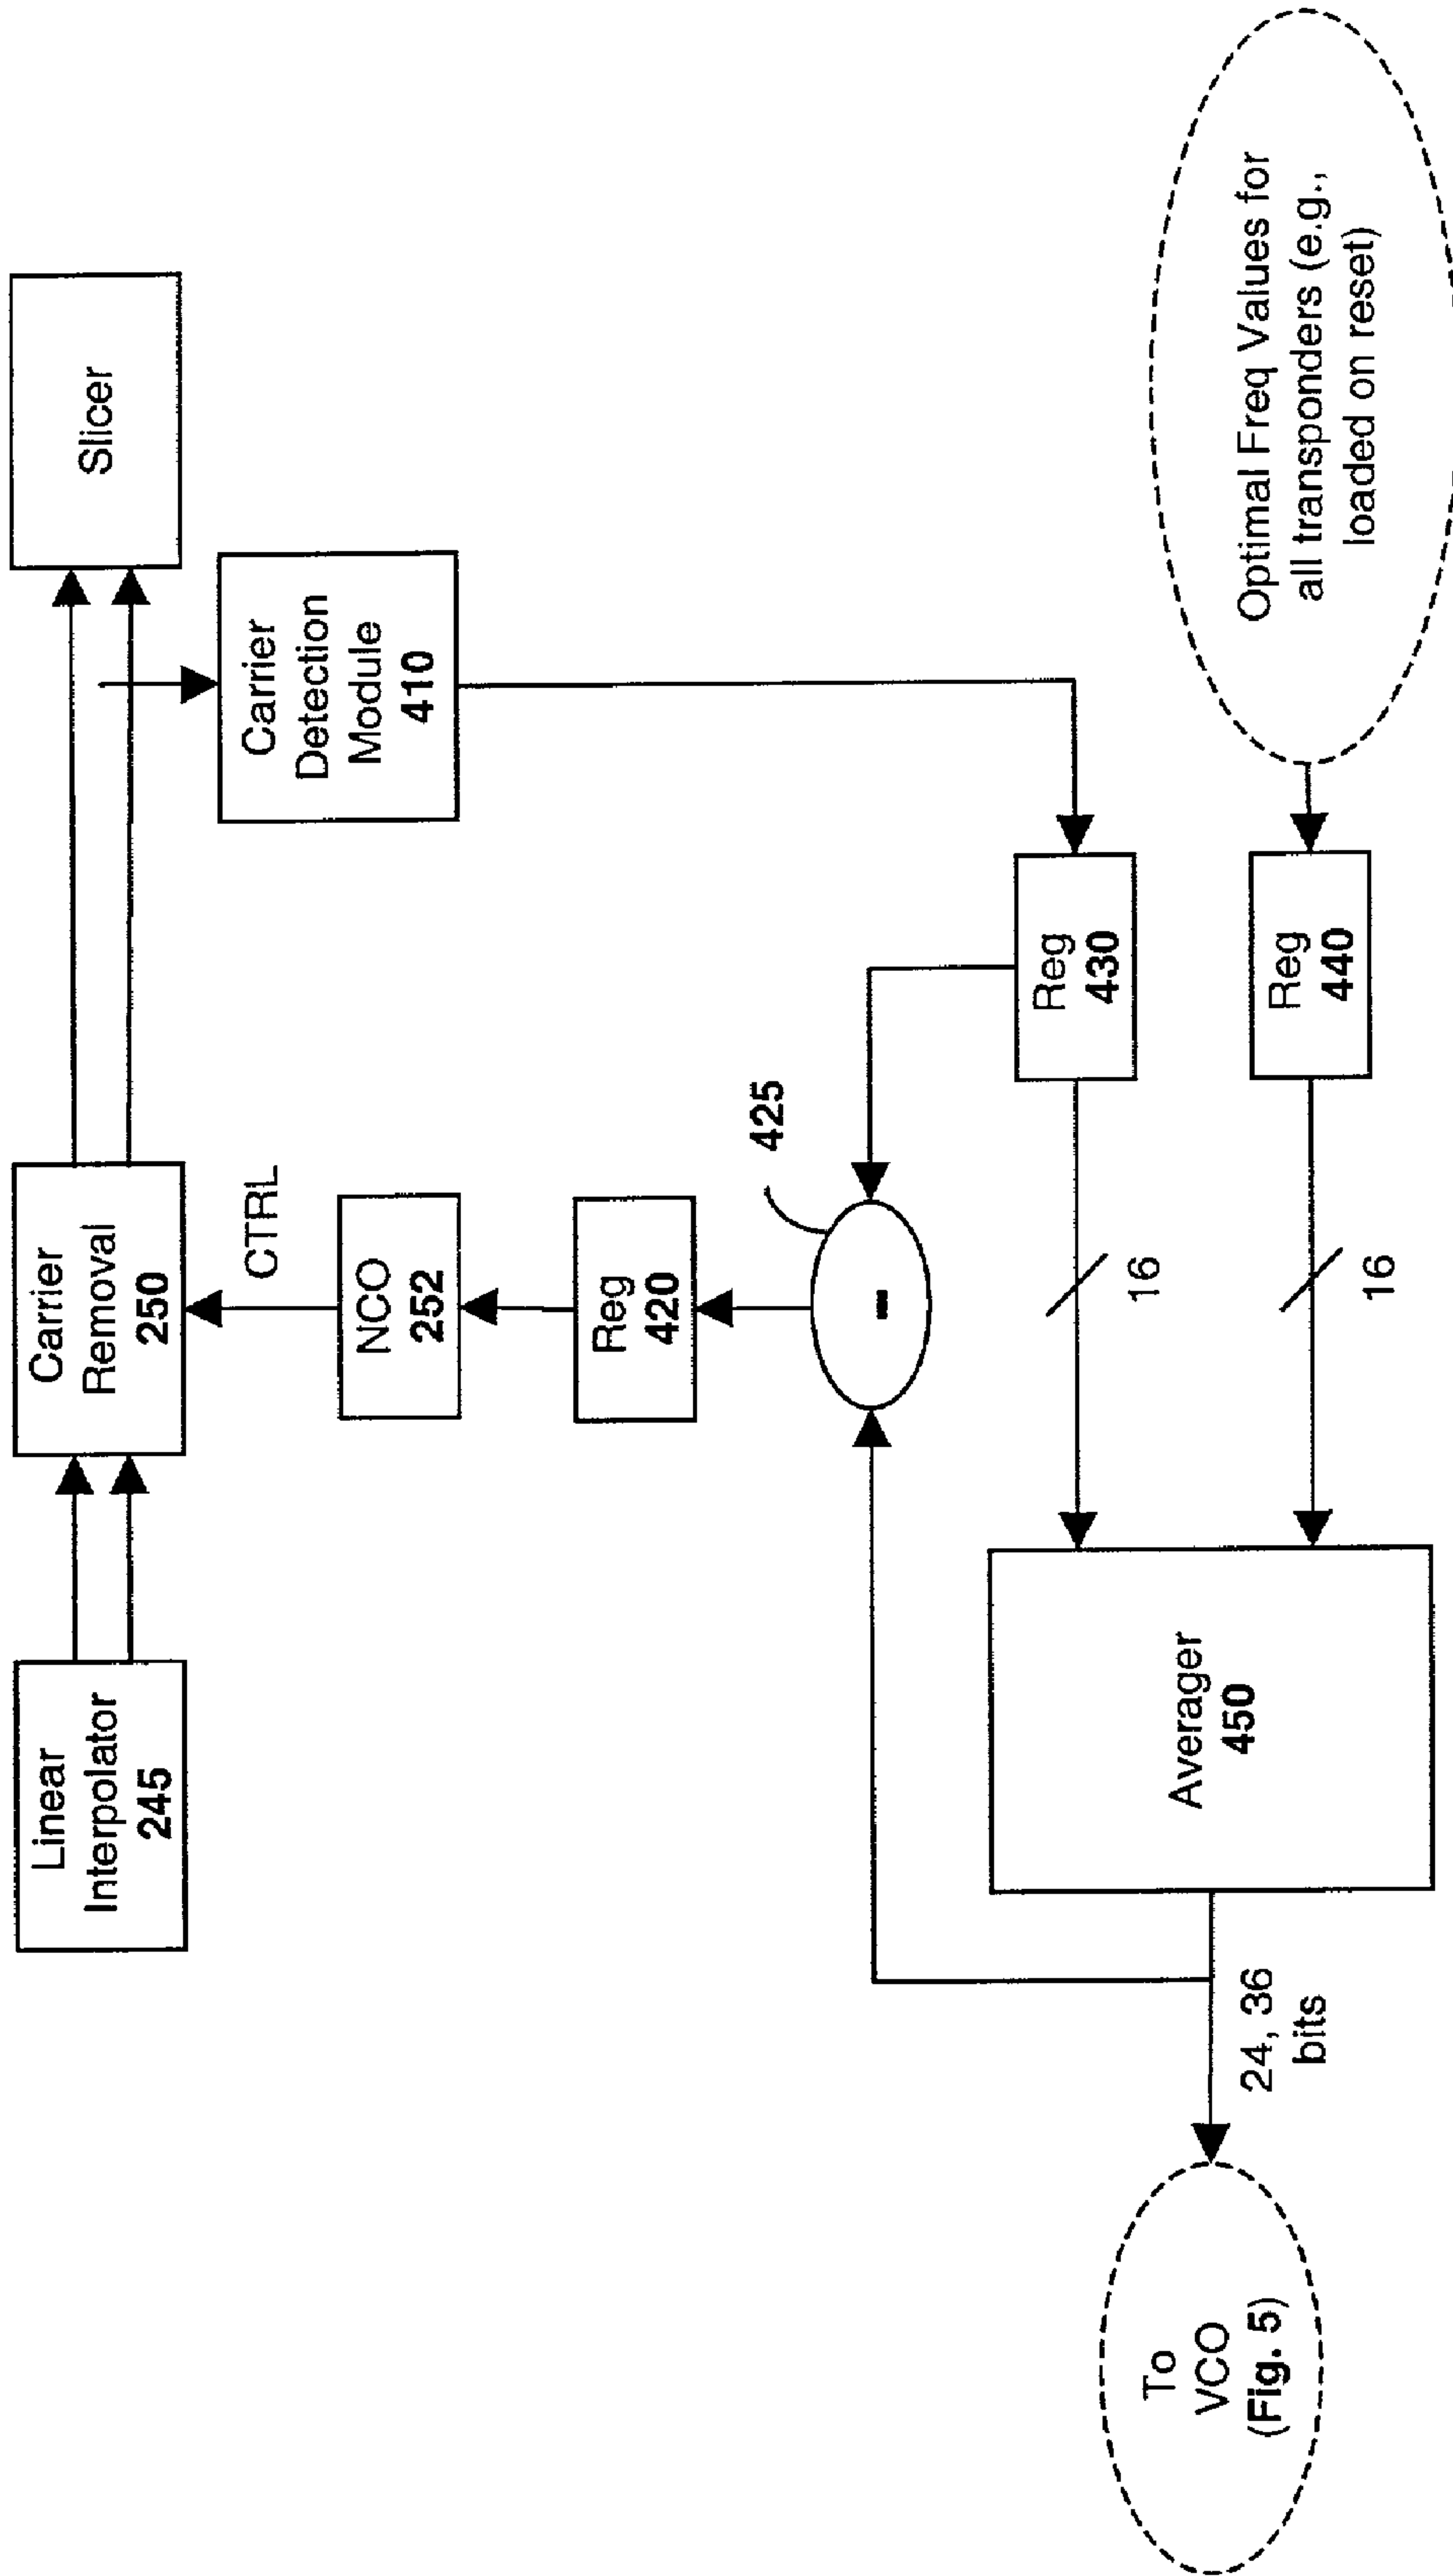 Linear
Interpolator
245
Carrier
Removal
250
Slicer
CTRL
NCO
252
Carrier
Detection
Module
410
Reg
420
425
-
Reg
430
16
Averager
450
Reg
440
16
24, 36
bits
To
VCO
(Fig. 5)
Optimal Freq Values for
all transponders (e.g.,
loaded on reset)